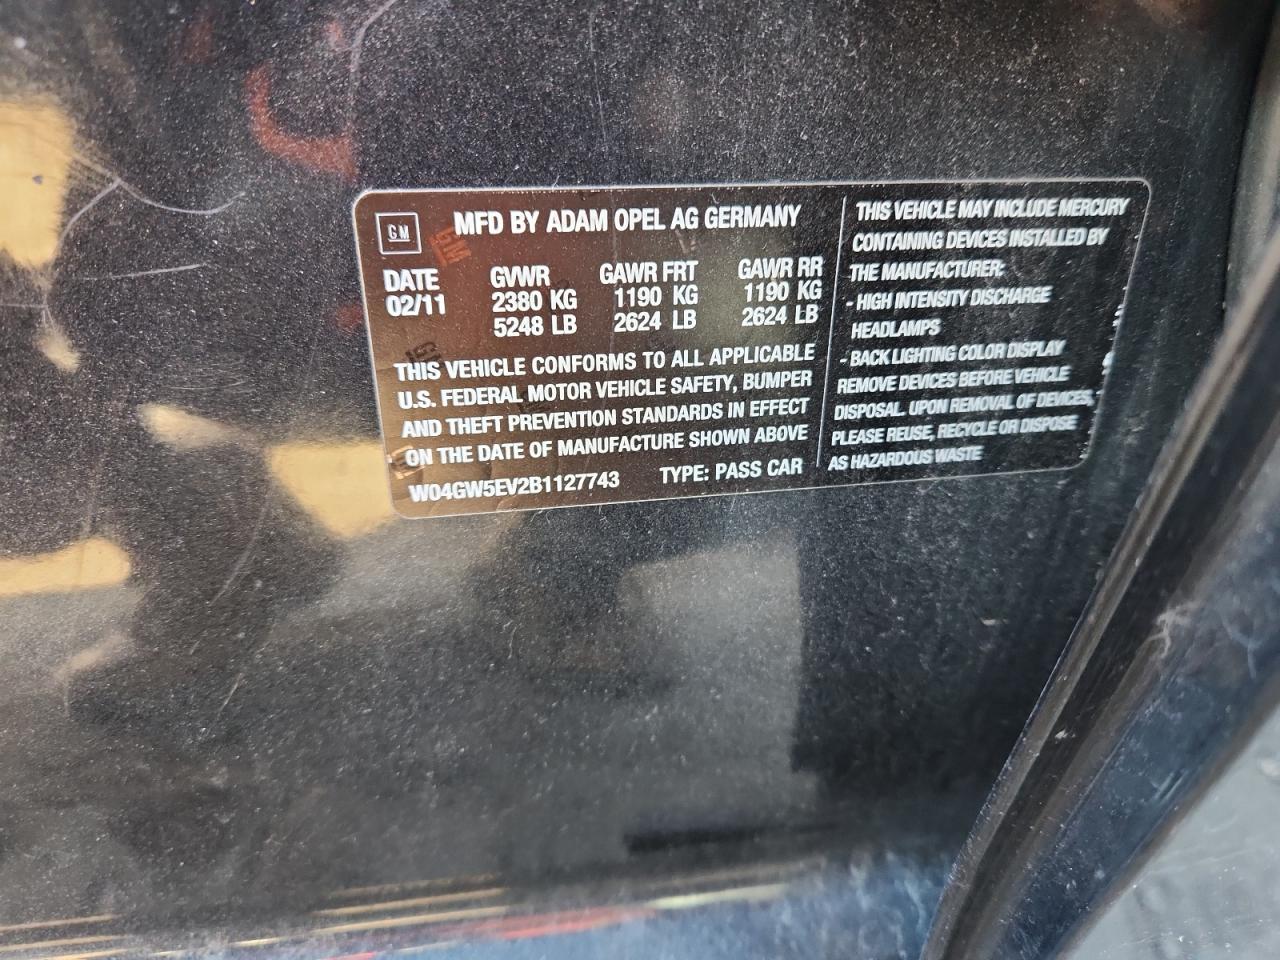 GM
MFD BY ADAM OPEL AG GERMANY
DATE GVWR GAWR FRT GAWR RR
02/11 2380 KG 1190 KG 1190 KG
5248 LB 2624 LB 2624 LB
THIS VEHICLE CONFORMS TO ALL APPLICABLE
U.S. FEDERAL MOTOR VEHICLE SAFETY, BUMPER
AND THEFT PREVENTION STANDARDS IN EFFECT
ON THE DATE OF MANUFACTURE SHOWN ABOVE
W04GW5EV2B1127743 TYPE: PASS CAR
THIS VEHICLE MAY INCLUDE MERCURY
CONTAINING DEVICES INSTALLED BY
THE MANUFACTURER:
- HIGH INTENSITY DISCHARGE
HEADLAMPS
- BACK LIGHTING COLOR DISPLAY
REMOVE DEVICES BEFORE VEHICLE
DISPOSAL. UPON REMOVAL OF DEVICES,
PLEASE REUSE, RECYCLE OR DISPOSE
AS HAZARDOUS WASTE